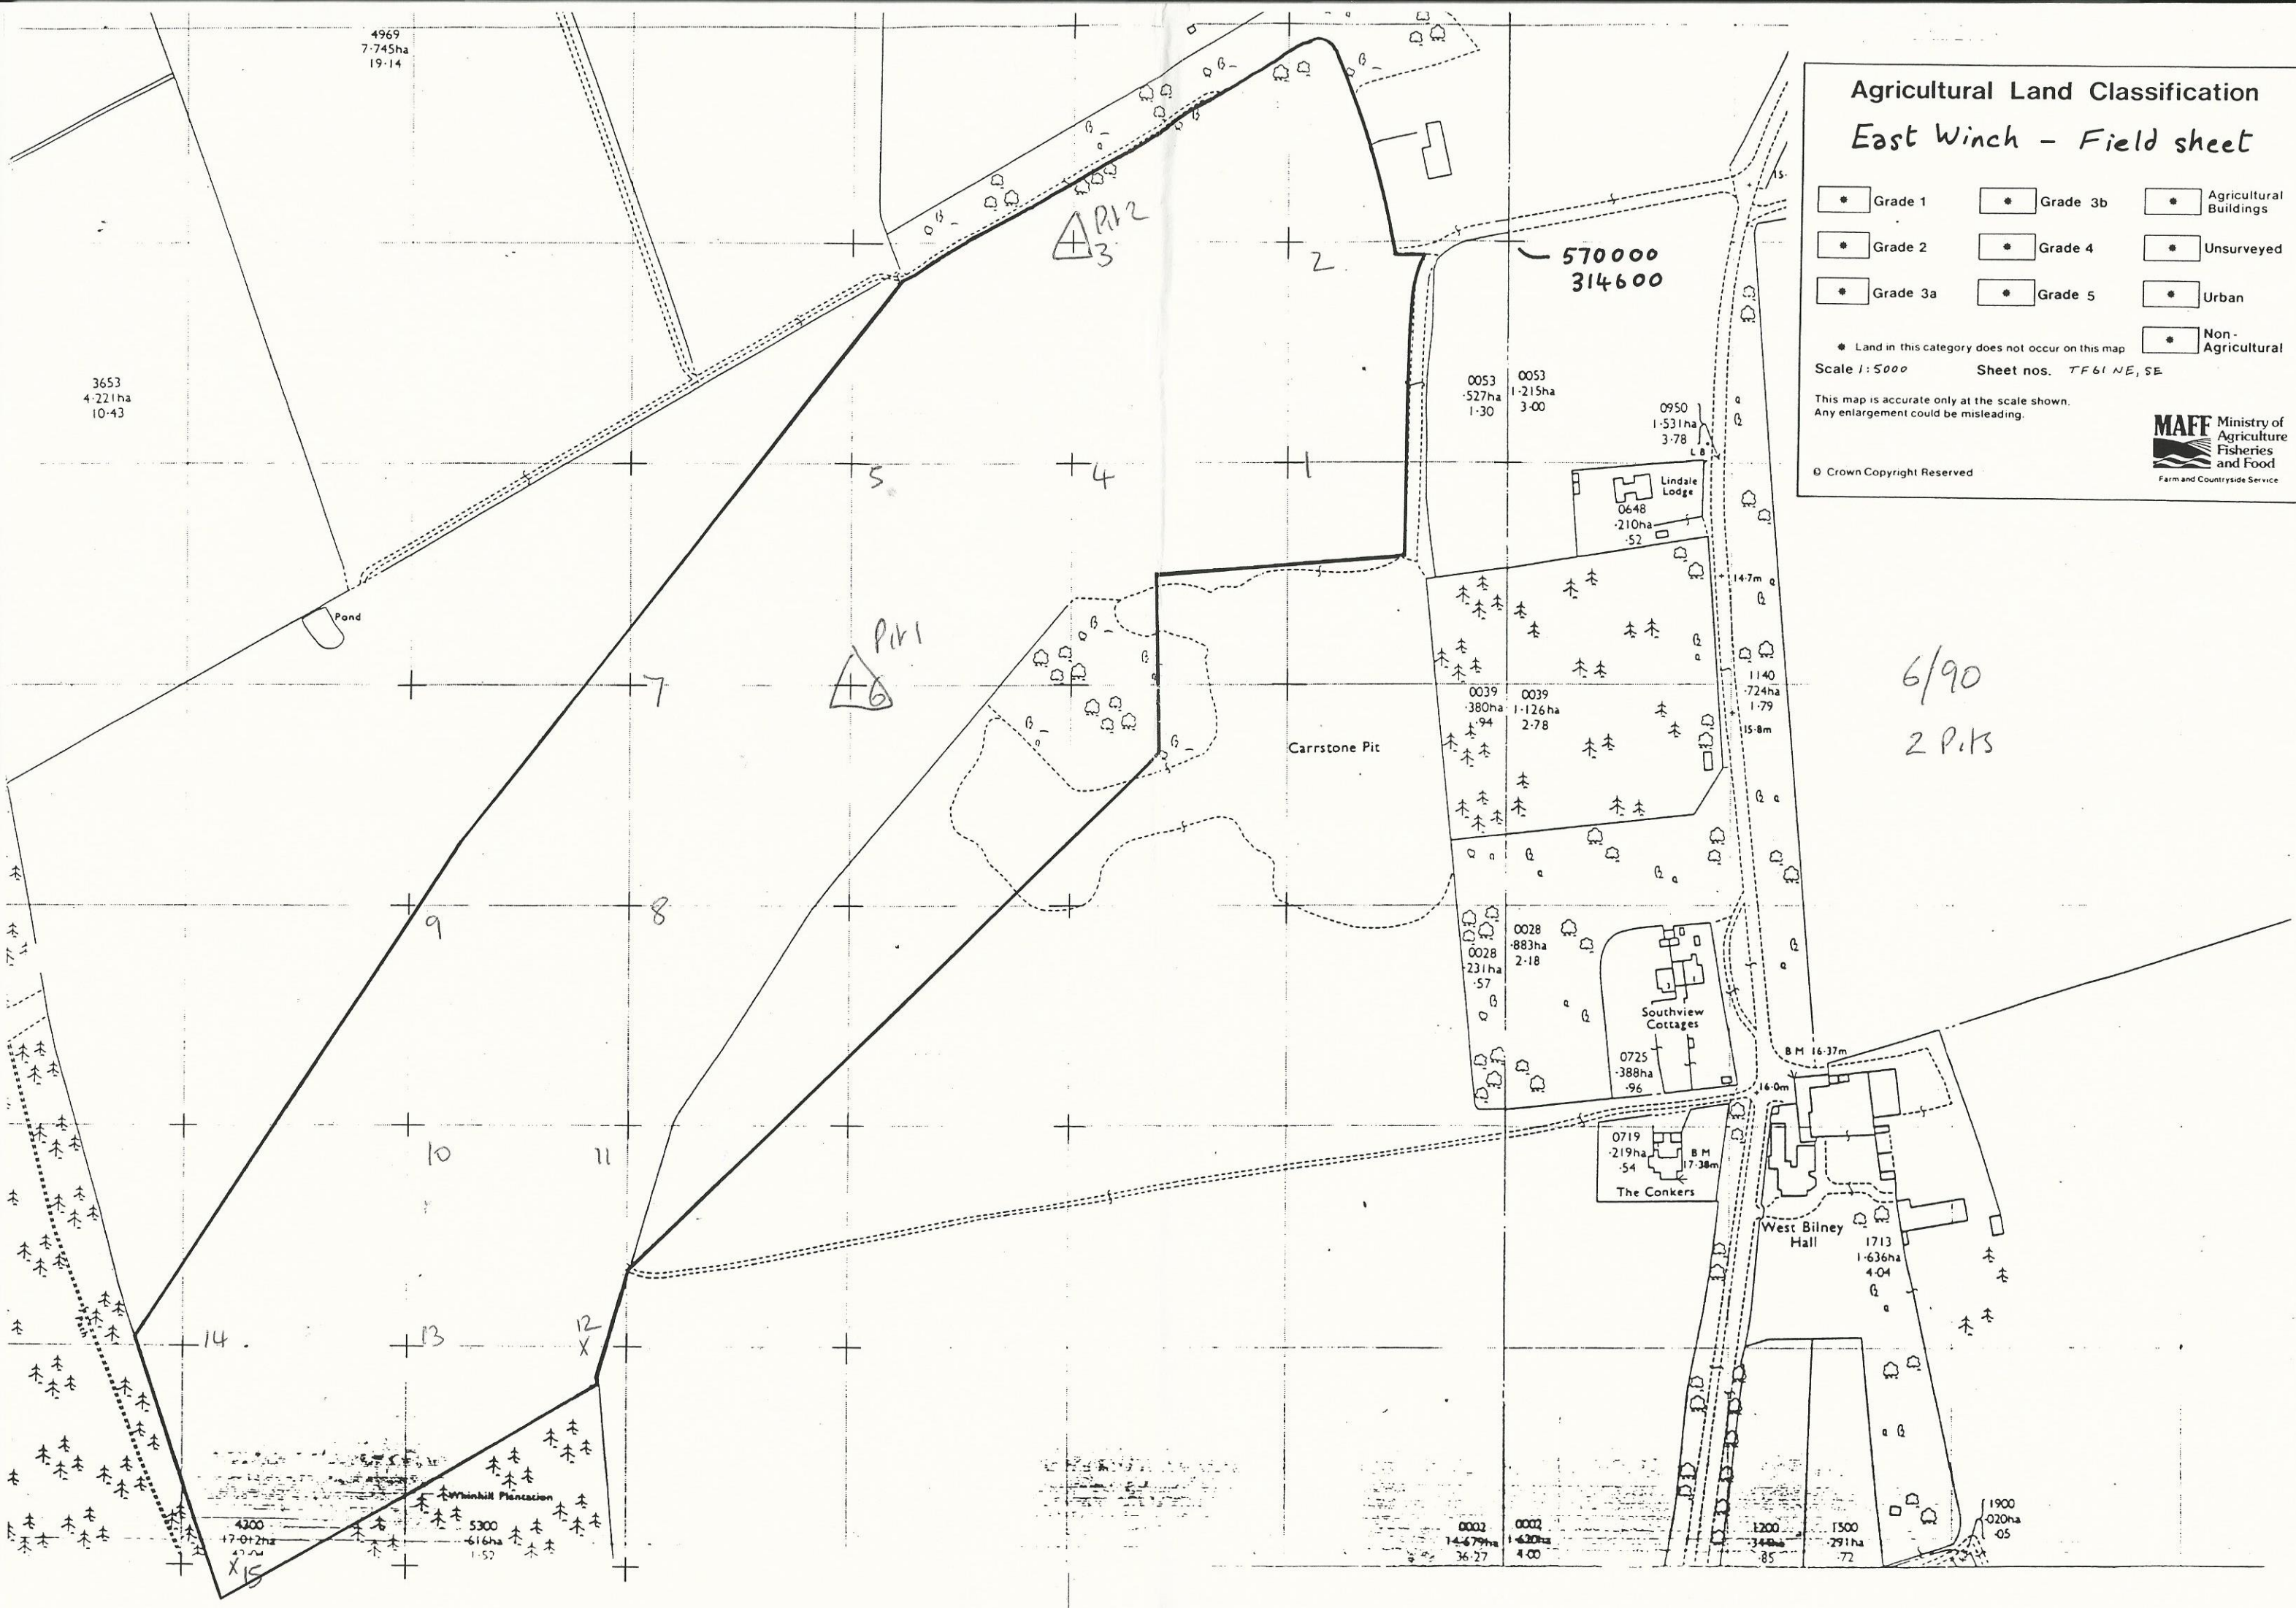 4969
7·745ha
19·14
3653
4·221ha
10·43
Pond
Pit 2
3
2
570000
314600
5
4
1
Pit 1
6
7
8
9
10
11
12
X
13
14
X 15
0053
·527ha
1·30
0053
1·215ha
3·00
0950
1·531ha
3·78
L B
Lindale
Lodge
0648
·210ha
·52
14·7m
0039
·380ha
·94
0039
1·126ha
2·78
1140
·724ha
1·79
15·8m
Carrstone Pit
0028
·231ha
·57
0028
·883ha
2·18
Southview
Cottages
0725
·388ha
·96
B M 16·37m
16·0m
0719
·219ha
·54
B M
17·38m
The Conkers
West Bilney
Hall
1713
1·636ha
4·04
Whinhill Plantation
4300
17·012ha
5300
·616ha
1·52
0002
14·679ha
36·27
0002
1·620ha
4·00
1200
·344ha
·85
1500
·291ha
·72
1900
·020ha
·05
6/90
2 Pits
Agricultural Land Classification
East Winch – Field sheet
Grade 1
Grade 3b
Agricultural
Buildings
Grade 2
Grade 4
Unsurveyed
Grade 3a
Grade 5
Urban
Non-
Agricultural
Land in this category does not occur on this map
Scale 1:5000 Sheet nos. TF61 NE, SE
This map is accurate only at the scale shown.
Any enlargement could be misleading.
MAFF Ministry of
Agriculture
Fisheries
and Food
Farm and Countryside Service
© Crown Copyright Reserved